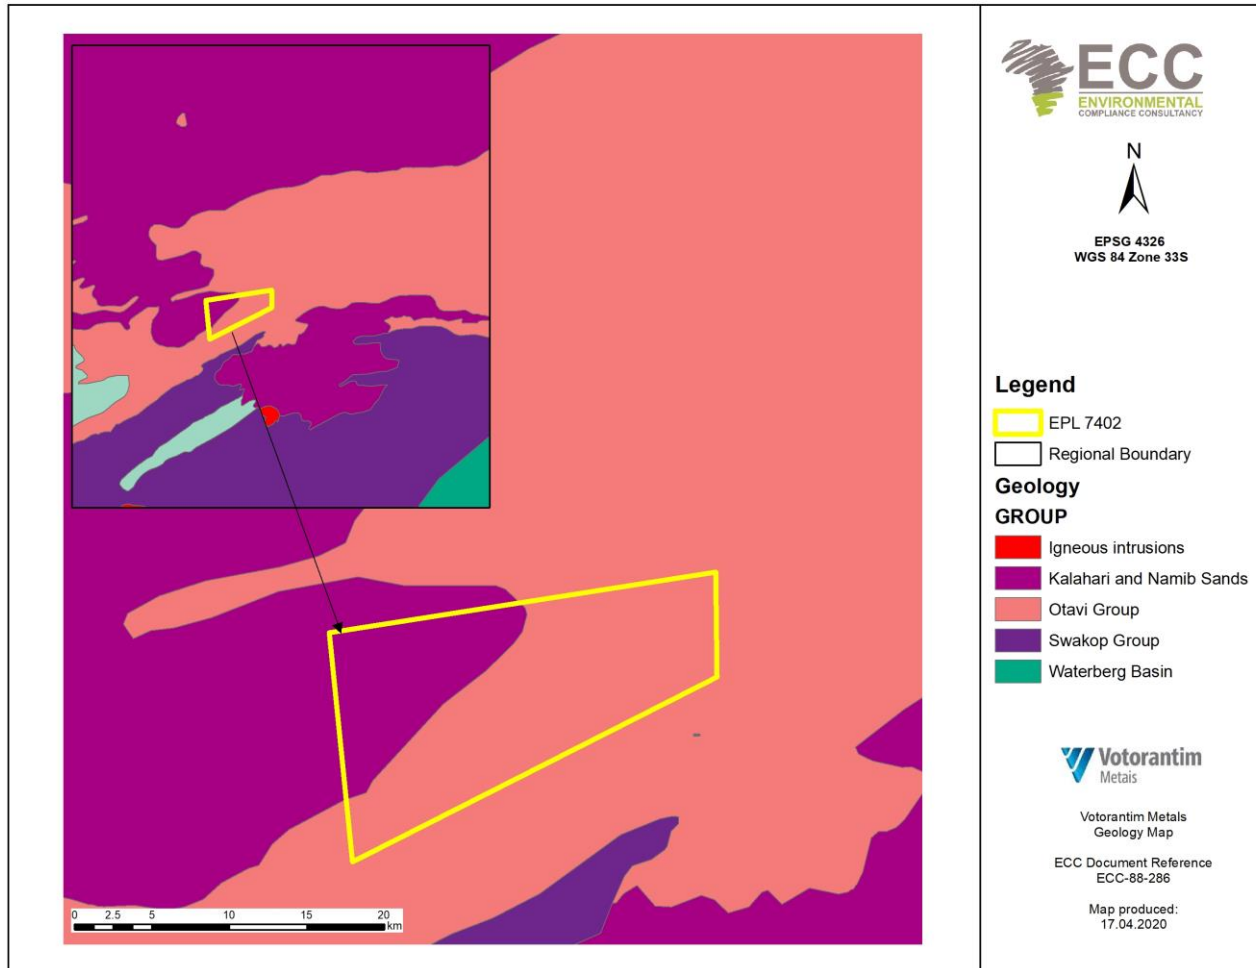 ECC
ENVIRONMENTAL
COMPLIANCE CONSULTANCY
N
EPSG 4326
WGS 84 Zone 33S
Legend
EPL 7402
Regional Boundary
Geology
GROUP
Igneous intrusions
Kalahari and Namib Sands
Otavi Group
Swakop Group
Waterberg Basin
Votorantim
Metais
Votorantim Metals
Geology Map
ECC Document Reference
ECC-88-286
Map produced:
17.04.2020
0 2.5 5 10 15 20
km